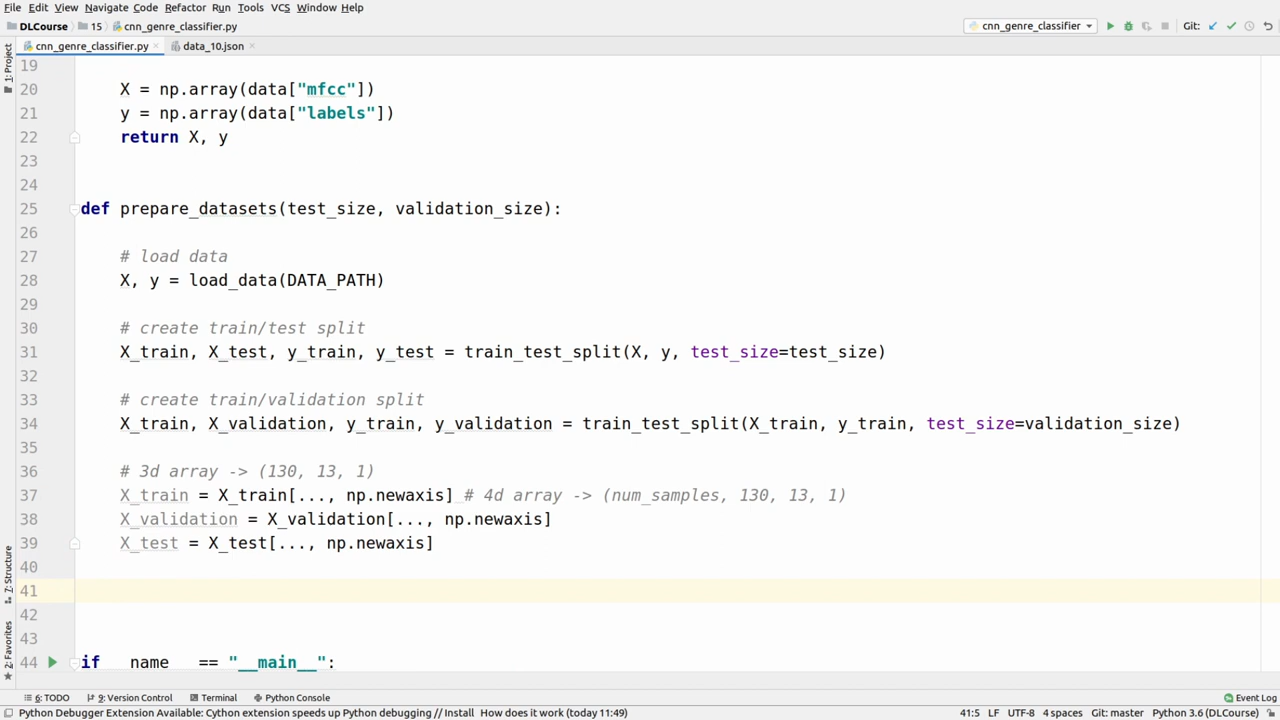 File Edit View Navigate Code Refactor Run Tools VCS Window Help
DLCourse 15 cnn_genre_classifier.py cnn_genre_classifier Git:
cnn_genre_classifier.py data_10.json
1: Project
19
20 X = np.array(data["mfcc"])
21 y = np.array(data["labels"])
22 return X, y
23
24
25 def prepare_datasets(test_size, validation_size):
26
27 # load data
28 X, y = load_data(DATA_PATH)
29
30 # create train/test split
31 X_train, X_test, y_train, y_test = train_test_split(X, y, test_size=test_size)
32
33 # create train/validation split
34 X_train, X_validation, y_train, y_validation = train_test_split(X_train, y_train, test_size=validation_size)
35
36 # 3d array -> (130, 13, 1)
37 X_train = X_train[..., np.newaxis] # 4d array -> (num_samples, 130, 13, 1)
38 X_validation = X_validation[..., np.newaxis]
39 X_test = X_test[..., np.newaxis]
40
41
42
43
44 if __name__ == "__main__":
7: Structure
2: Favorites
6: TODO 9: Version Control Terminal Python Console Event Log
Python Debugger Extension Available: Cython extension speeds up Python debugging // Install How does it work (today 11:49) 41:5 LF UTF-8 4 spaces Git: master Python 3.6 (DLCourse)